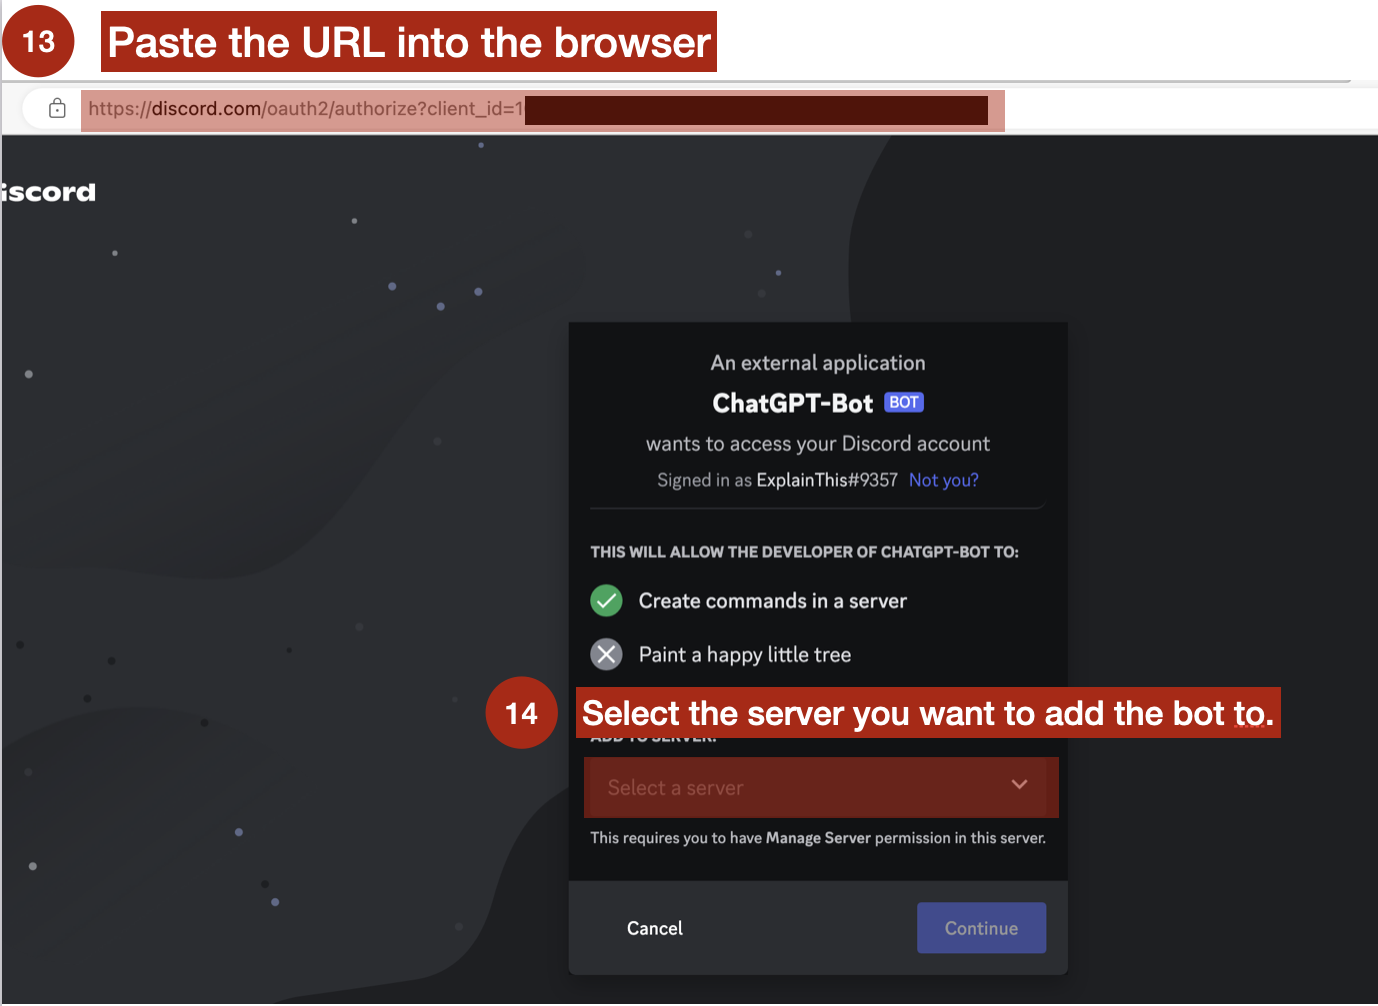 13 Paste the URL into the browser
https://discord.com/oauth2/authorize?client_id=1
iscord
An external application
ChatGPT-Bot BOT
wants to access your Discord account
Signed in as ExplainThis#9357 Not you?
THIS WILL ALLOW THE DEVELOPER OF CHATGPT-BOT TO:
Create commands in a server
Paint a happy little tree
14 Select the server you want to add the bot to.
ADD TO SERVER:
Select a server
This requires you to have Manage Server permission in this server.
Cancel Continue